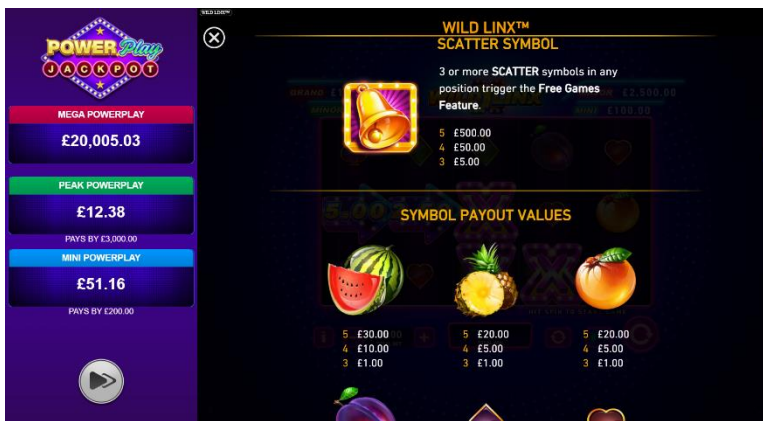 WILD LINX™
POWER Play
JACKPOT
MEGA POWERPLAY
£20,005.03
PEAK POWERPLAY
£12.38
PAYS BY £3,000.00
MINI POWERPLAY
£51.16
PAYS BY £200.00
WILD LINX™
SCATTER SYMBOL
3 or more SCATTER symbols in any
position trigger the Free Games
Feature.
5 £500.00
4 £50.00
3 £5.00
SYMBOL PAYOUT VALUES
5 £30.00
4 £10.00
3 £1.00
5 £20.00
4 £5.00
3 £1.00
5 £20.00
4 £5.00
3 £1.00